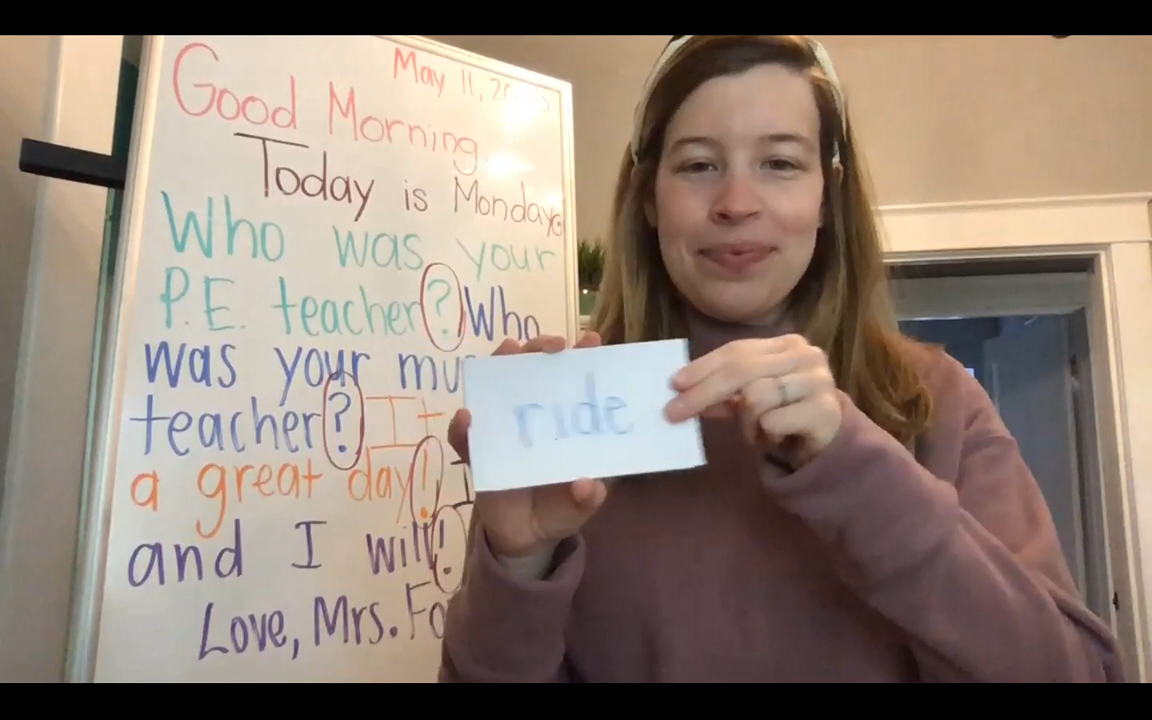 May 11,
Good Morning.
Today is Monday.
Who was your
P.E. teacher? Who
was your
teacher? It
a great day! I
and I will!
Love, Mrs.
ride